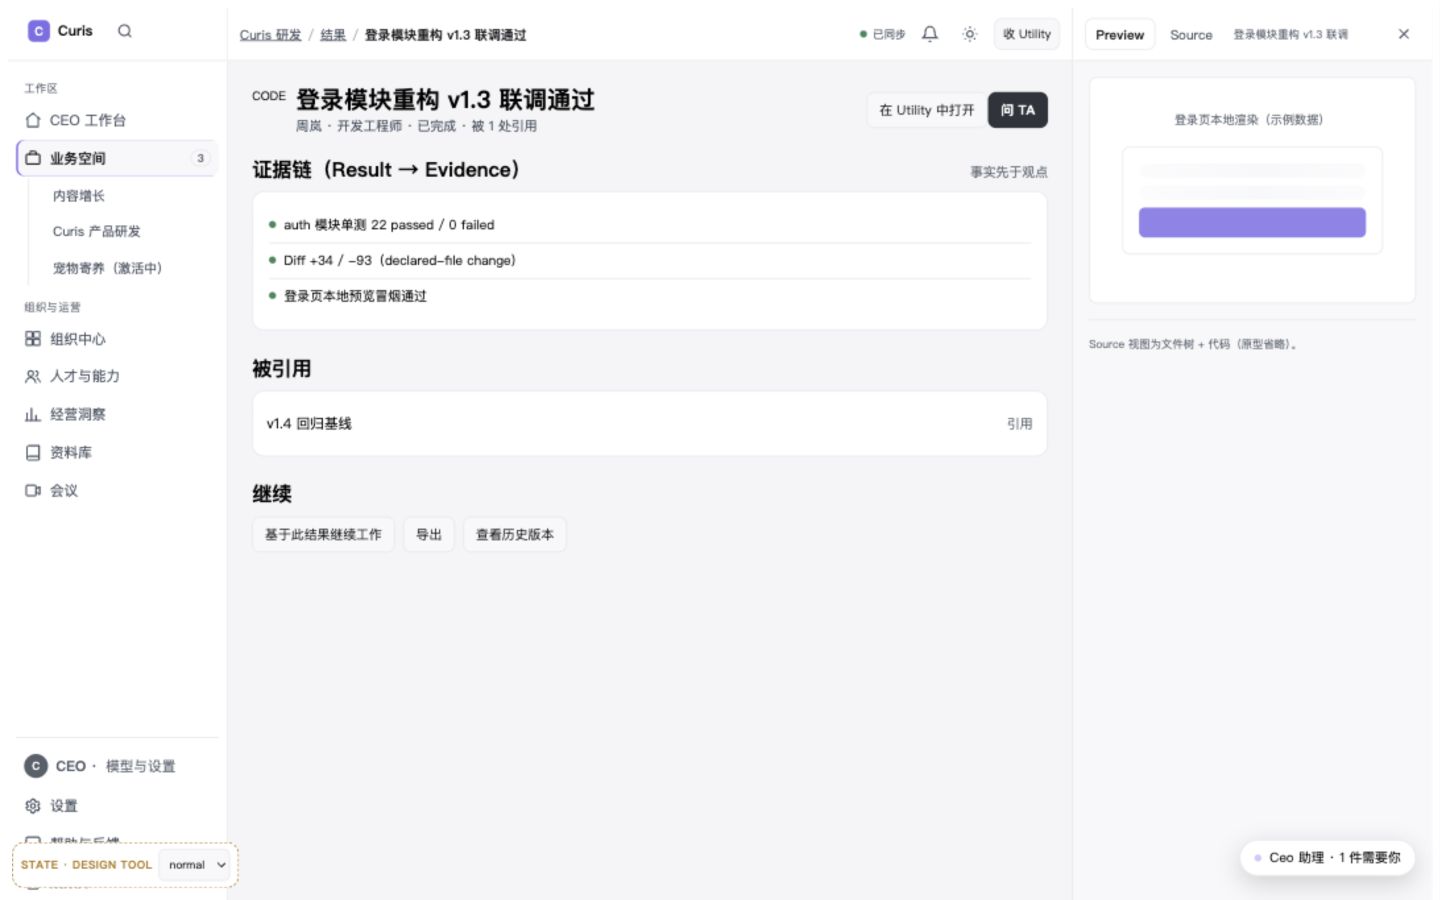 C Curis
工作区
CEO 工作台
业务空间 3
内容增长
Curis 产品研发
宠物寄养（激活中）
组织与运营
组织中心
人才与能力
经营洞察
资料库
会议
C CEO · 模型与设置
设置
帮助与反馈
STATE · DESIGN TOOL normal
Curis 研发 / 结果 / 登录模块重构 v1.3 联调通过
已同步
收 Utility
CODE 登录模块重构 v1.3 联调通过
周岚 · 开发工程师 · 已完成 · 被 1 处引用
在 Utility 中打开
问 TA
证据链（Result → Evidence）
事实先于观点
auth 模块单测 22 passed / 0 failed
Diff +34 / −93（declared-file change）
登录页本地预览冒烟通过
被引用
v1.4 回归基线
引用
继续
基于此结果继续工作
导出
查看历史版本
Preview Source 登录模块重构 v1.3 联调
登录页本地渲染（示例数据）
Source 视图为文件树 + 代码（原型省略）。
Ceo 助理 · 1 件需要你